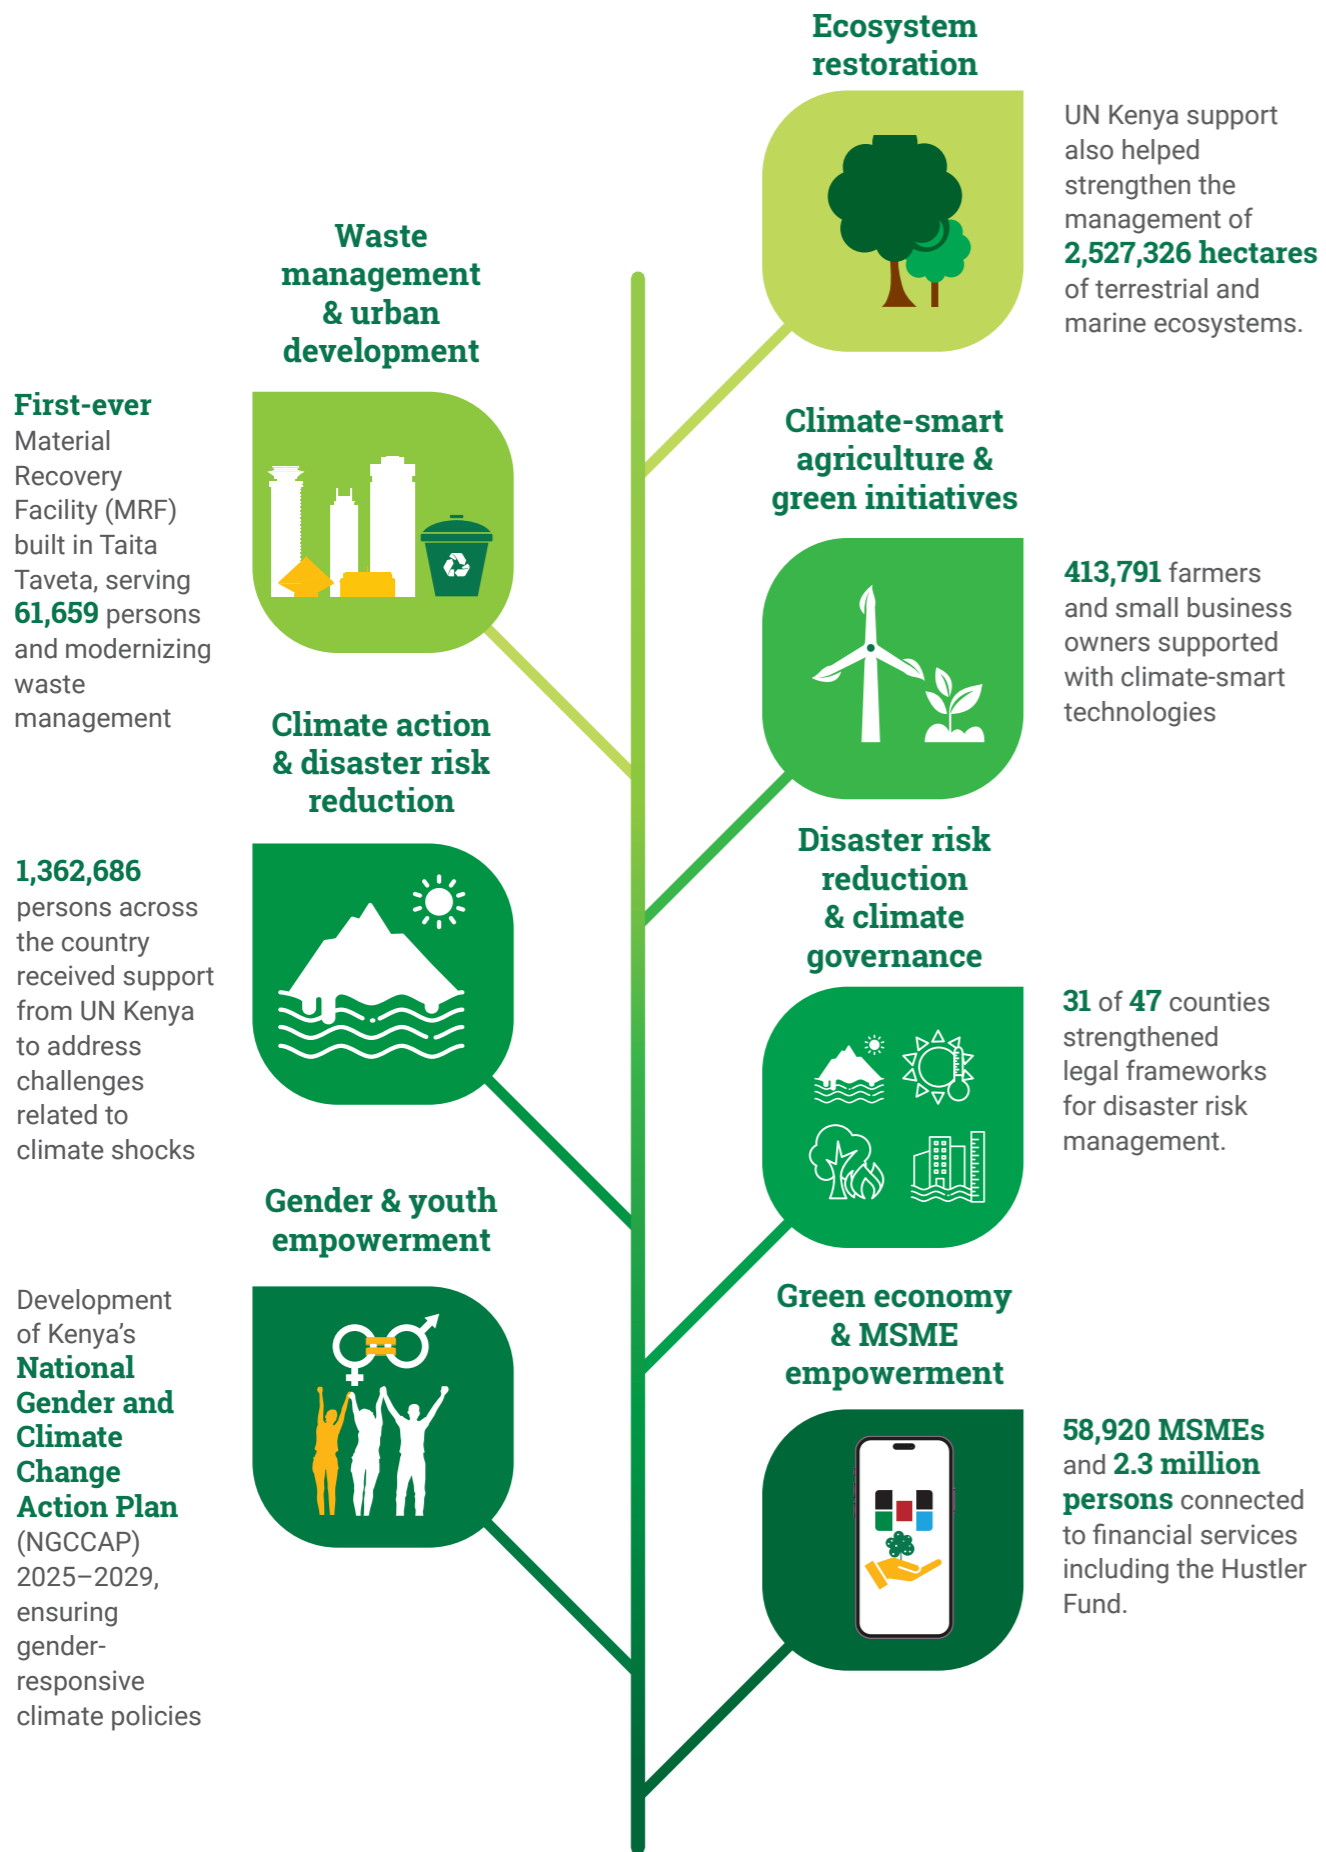 Ecosystem
restoration
UN Kenya support
also helped
strengthen the
management of
2,527,326 hectares
of terrestrial and
marine ecosystems.
Waste
management
& urban
development
First-ever
Material
Recovery
Facility (MRF)
built in Taita
Taveta, serving
61,659 persons
and modernizing
waste
management
Climate-smart
agriculture &
green initiatives
413,791 farmers
and small business
owners supported
with climate-smart
technologies
Climate action
& disaster risk
reduction
1,362,686
persons across
the country
received support
from UN Kenya
to address
challenges
related to
climate shocks
Disaster risk
reduction
& climate
governance
31 of 47 counties
strengthened
legal frameworks
for disaster risk
management.
Gender & youth
empowerment
Development
of Kenya’s
National
Gender and
Climate
Change
Action Plan
(NGCCAP)
2025–2029,
ensuring
gender-
responsive
climate policies
Green economy
& MSME
empowerment
58,920 MSMEs
and 2.3 million
persons connected
to financial services
including the Hustler
Fund.